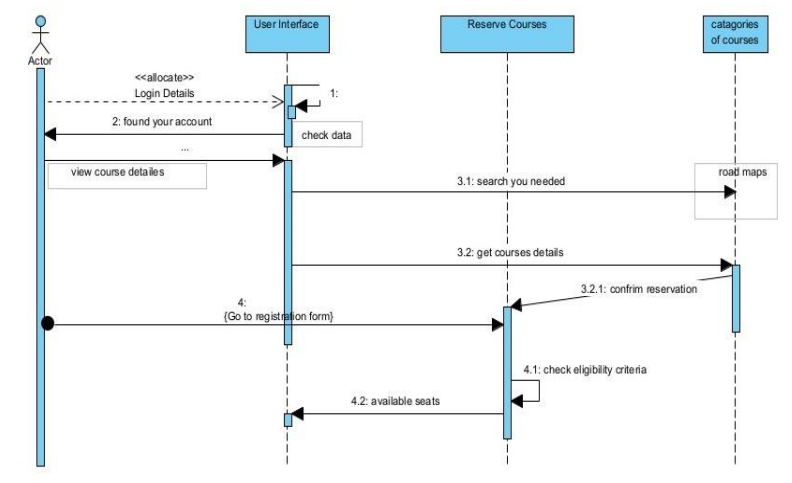 User Interface
Reserve Courses
catagories
of courses
Actor
<<allocate>>
Login Details
1:
2: found your account
check data
...
view course detailes
road maps
3.1: search you needed
3.2: get courses details
3.2.1: confrim reservation
4:
{Go to registration form}
4.1: check eligibility criteria
4.2: available seats